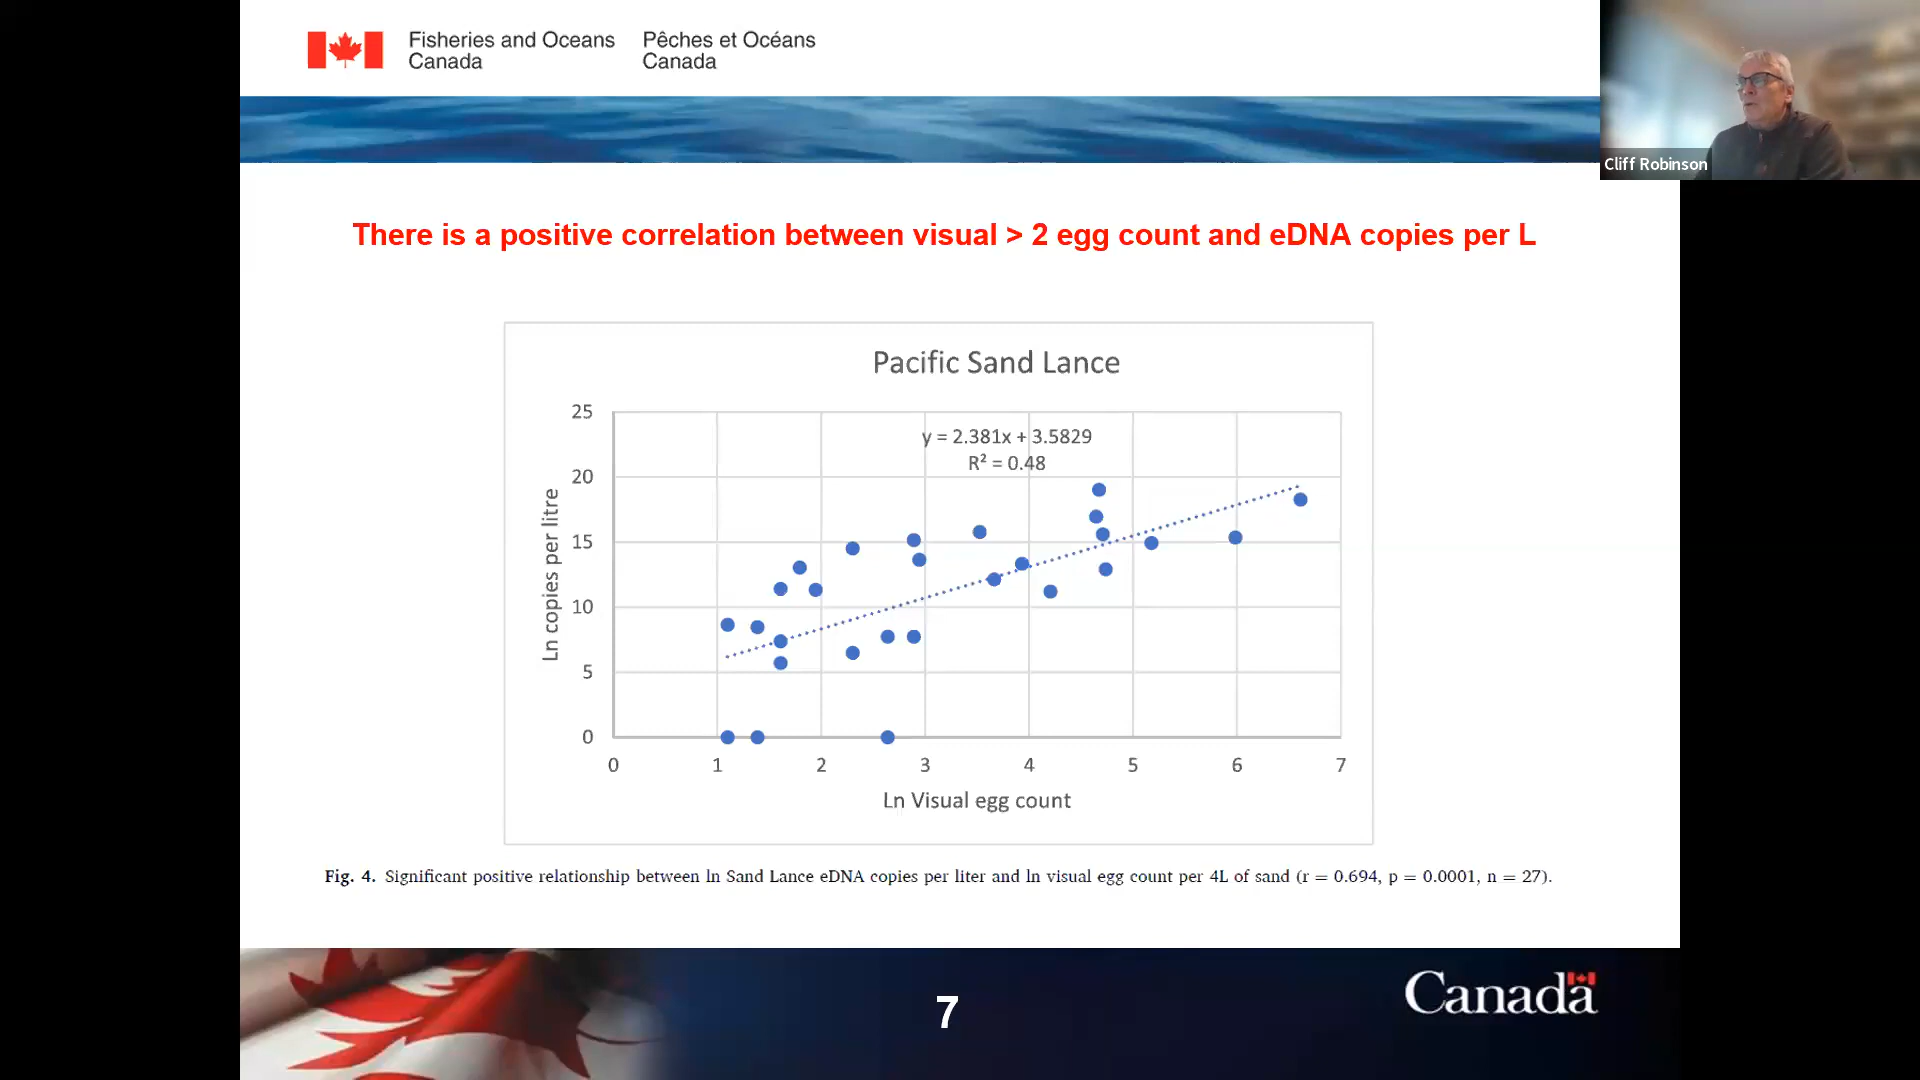 Fisheries and Oceans
Canada
Pêches et Océans
Canada
Cliff Robinson
There is a positive correlation between visual > 2 egg count and eDNA copies per L
Pacific Sand Lance
y = 2.381x + 3.5829
R² = 0.48
25
20
15
10
5
0
Ln copies per litre
0 1 2 3 4 5 6 7
Ln Visual egg count
Fig. 4. Significant positive relationship between ln Sand Lance eDNA copies per liter and ln visual egg count per 4L of sand (r = 0.694, p = 0.0001, n = 27).
7
Canada